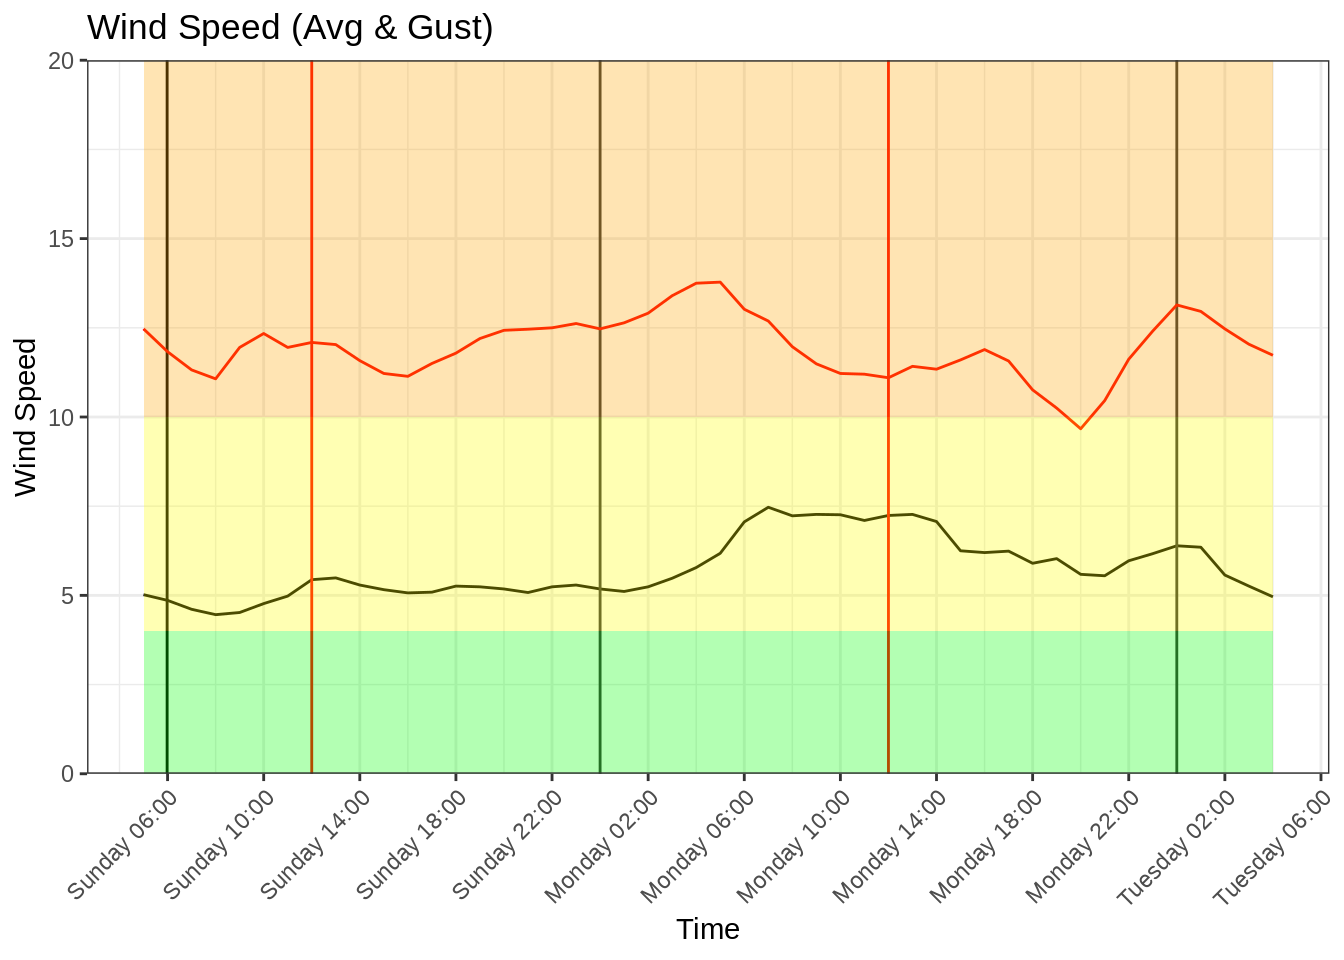 Wind Speed (Avg & Gust)
20
15
10
5
0
Wind Speed
Sunday 06:00
Sunday 10:00
Sunday 14:00
Sunday 18:00
Sunday 22:00
Monday 02:00
Monday 06:00
Monday 10:00
Monday 14:00
Monday 18:00
Monday 22:00
Tuesday 02:00
Tuesday 06:00
Time